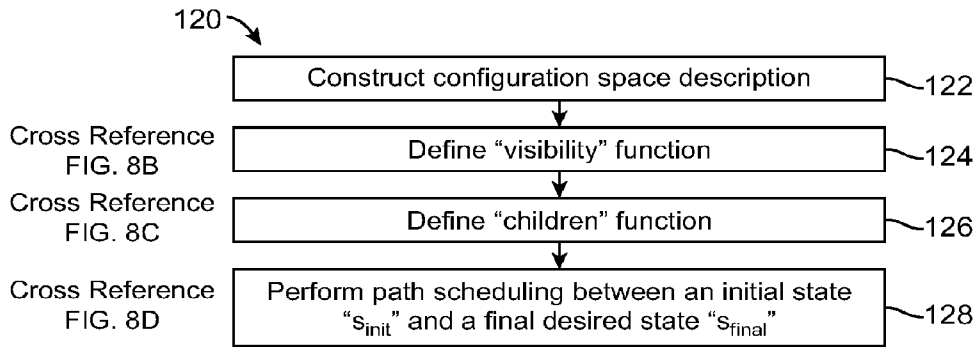 120
Construct configuration space description
122
Cross Reference
FIG. 8B
Define “visibility” function
124
Cross Reference
FIG. 8C
Define “children” function
126
Cross Reference
FIG. 8D
Perform path scheduling between an initial state
“s_init” and a final desired state “s_final”
128